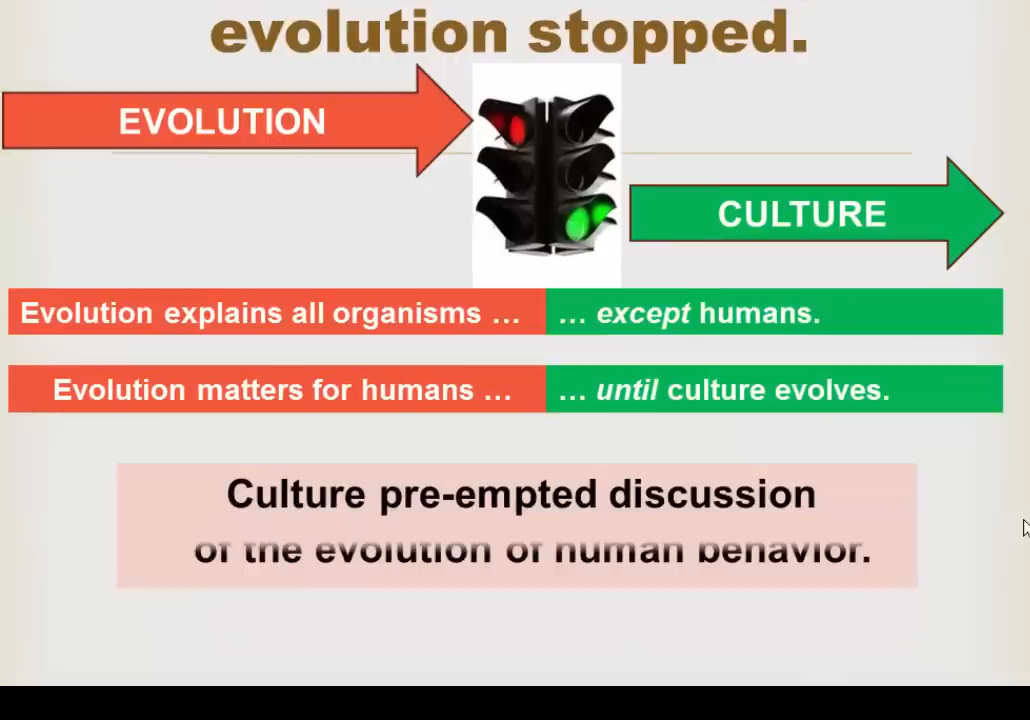 evolution stopped.
EVOLUTION
CULTURE
Evolution explains all organisms … … except humans.
Evolution matters for humans … … until culture evolves.
Culture pre-empted discussion
of the evolution of human behavior.